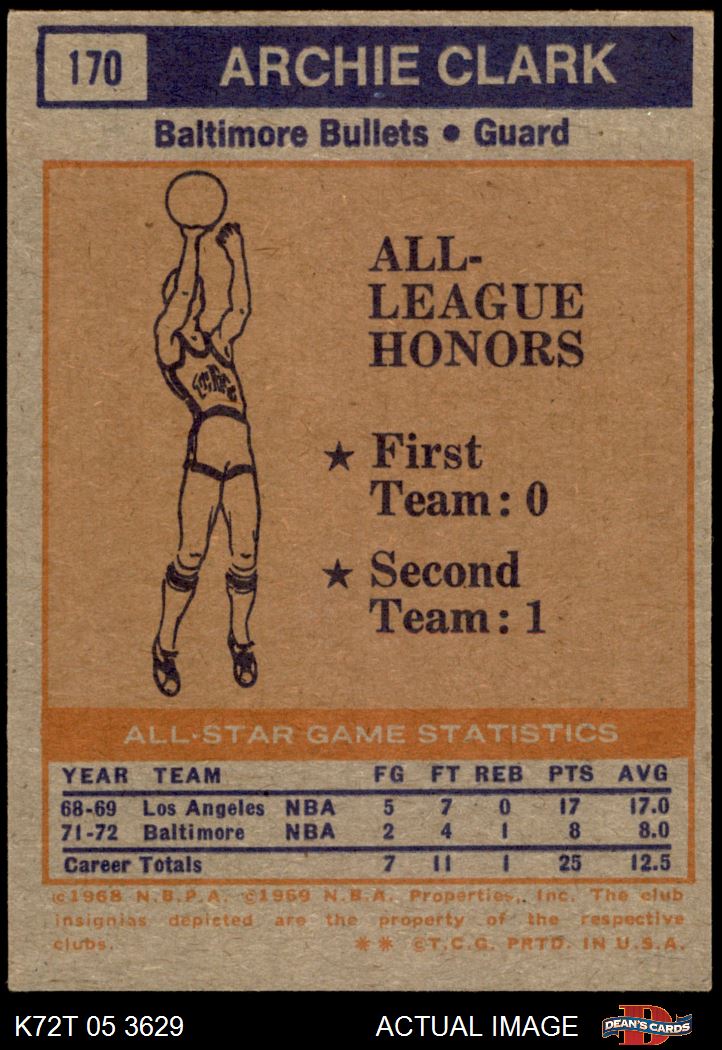 170
ARCHIE CLARK
Baltimore Bullets • Guard
ALL-
LEAGUE
HONORS
★ First
Team: 0
★ Second
Team: 1
ALL-STAR GAME STATISTICS
YEAR TEAM FG FT REB PTS AVG
68-69 Los Angeles NBA 5 7 0 17 17.0
71-72 Baltimore NBA 2 4 1 8 8.0
Career Totals 7 11 1 25 12.5
©1968 N.B.P.A. ©1969 N.B.A. Properties, Inc. The club
insignias depicted are the property of the respective
clubs. ** ©T.C.G. PRTD. IN U.S.A.
K72T 05 3629 ACTUAL IMAGE
D
DEAN'S CARDS